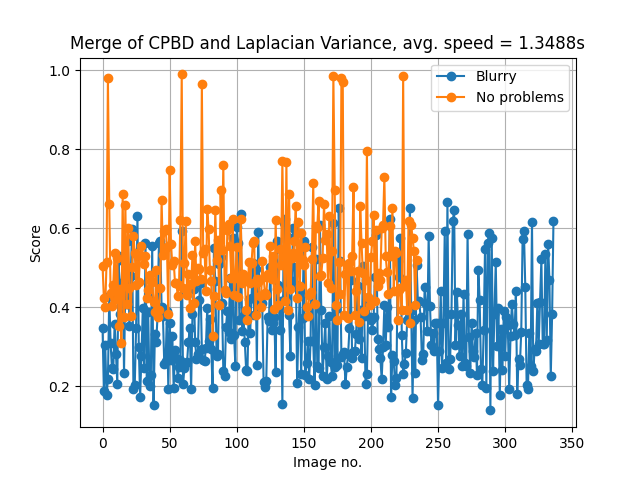 Merge of CPBD and Laplacian Variance, avg. speed = 1.3488s
Blurry
No problems
1.0
0.8
0.6
0.4
0.2
Score
0 50 100 150 200 250 300 350
Image no.